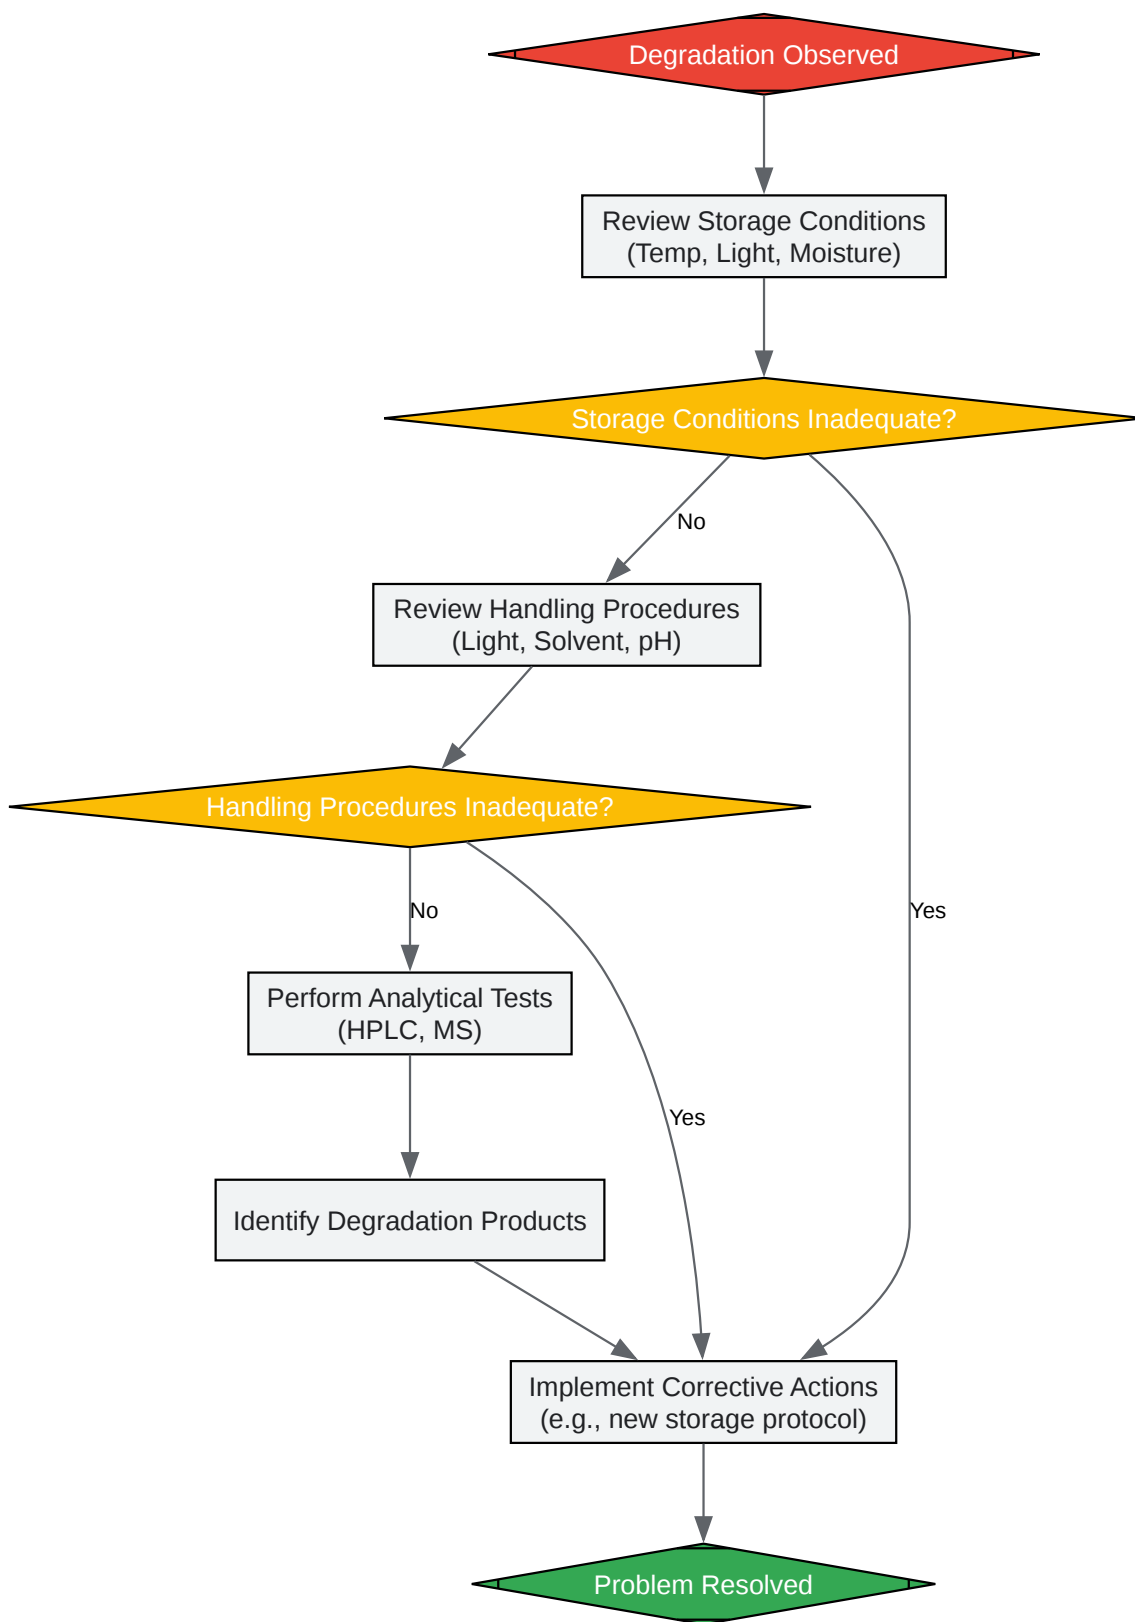 Degradation Observed
Review Storage Conditions
(Temp, Light, Moisture)
Storage Conditions Inadequate?
No
Review Handling Procedures
(Light, Solvent, pH)
Handling Procedures Inadequate?
No
Yes
Perform Analytical Tests
(HPLC, MS)
Yes
Identify Degradation Products
Implement Corrective Actions
(e.g., new storage protocol)
Problem Resolved